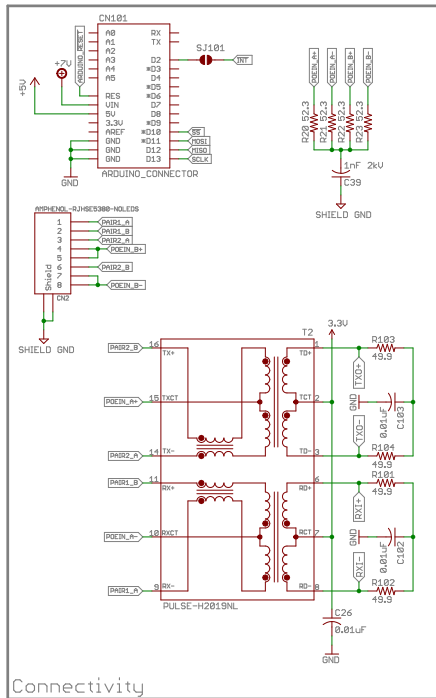 CN101
+5V
+7V
ARDUINO_RESET
A0
A1
A2
A3
A4
A5
RES
VIN
5V
3.3V
AREF
GND
GND
GND
RX
TX
D2
*D3
D4
*D5
*D6
D7
D8
*D9
*D10
*D11
D12
D13
SJ101
INT
SS
MOSI
MISO
SCLK
GND
ARDUINO_CONNECTOR
POEIN_A+
POEIN_A-
POEIN_B+
POEIN_B-
R20 52.3
R21 52.3
R22 52.3
R23 52.3
1nF 2kV
C39
SHIELD GND
AMPHENOL-RJHSE5380-NOLEDS
Shield
1 PAIR1_A
2 PAIR1_B
3 PAIR2_A
4 POEIN_B+
5
6 PAIR2_B
7
8 POEIN_B-
CN2
SHIELD GND
T2
3.3V
PAIR2_B 16 TX+
POEIN_A+ 15 TXCT
PAIR2_A 14 TX-
PAIR1_B 11 RX+
POEIN_A- 10 RXCT
PAIR1_A 9 RX-
TD+ 1
TCT 2
TD- 3
RD+ 6
RCT 7
RD- 8
PULSE-H2019NL
R103
49.9
TXO+
GND
0.01uF
C103
TXO-
R104
49.9
R101
49.9
RXI+
GND
0.01uF
C102
RXI-
R102
49.9
C26
0.01uF
GND
Connectivity